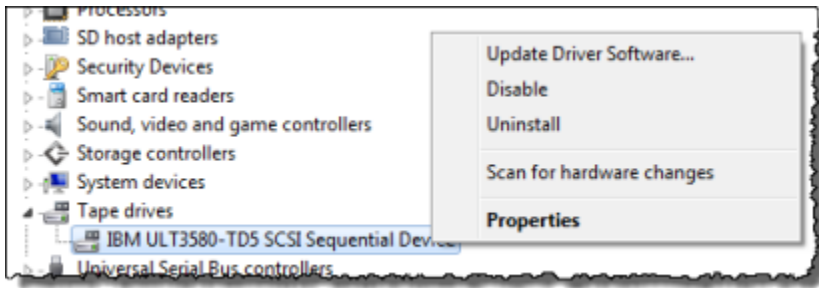 Processors
SD host adapters
Security Devices
Smart card readers
Sound, video and game controllers
Storage controllers
System devices
Tape drives
IBM ULT3580-TD5 SCSI Sequential Device
Universal Serial Bus controllers
Update Driver Software...
Disable
Uninstall
Scan for hardware changes
Properties